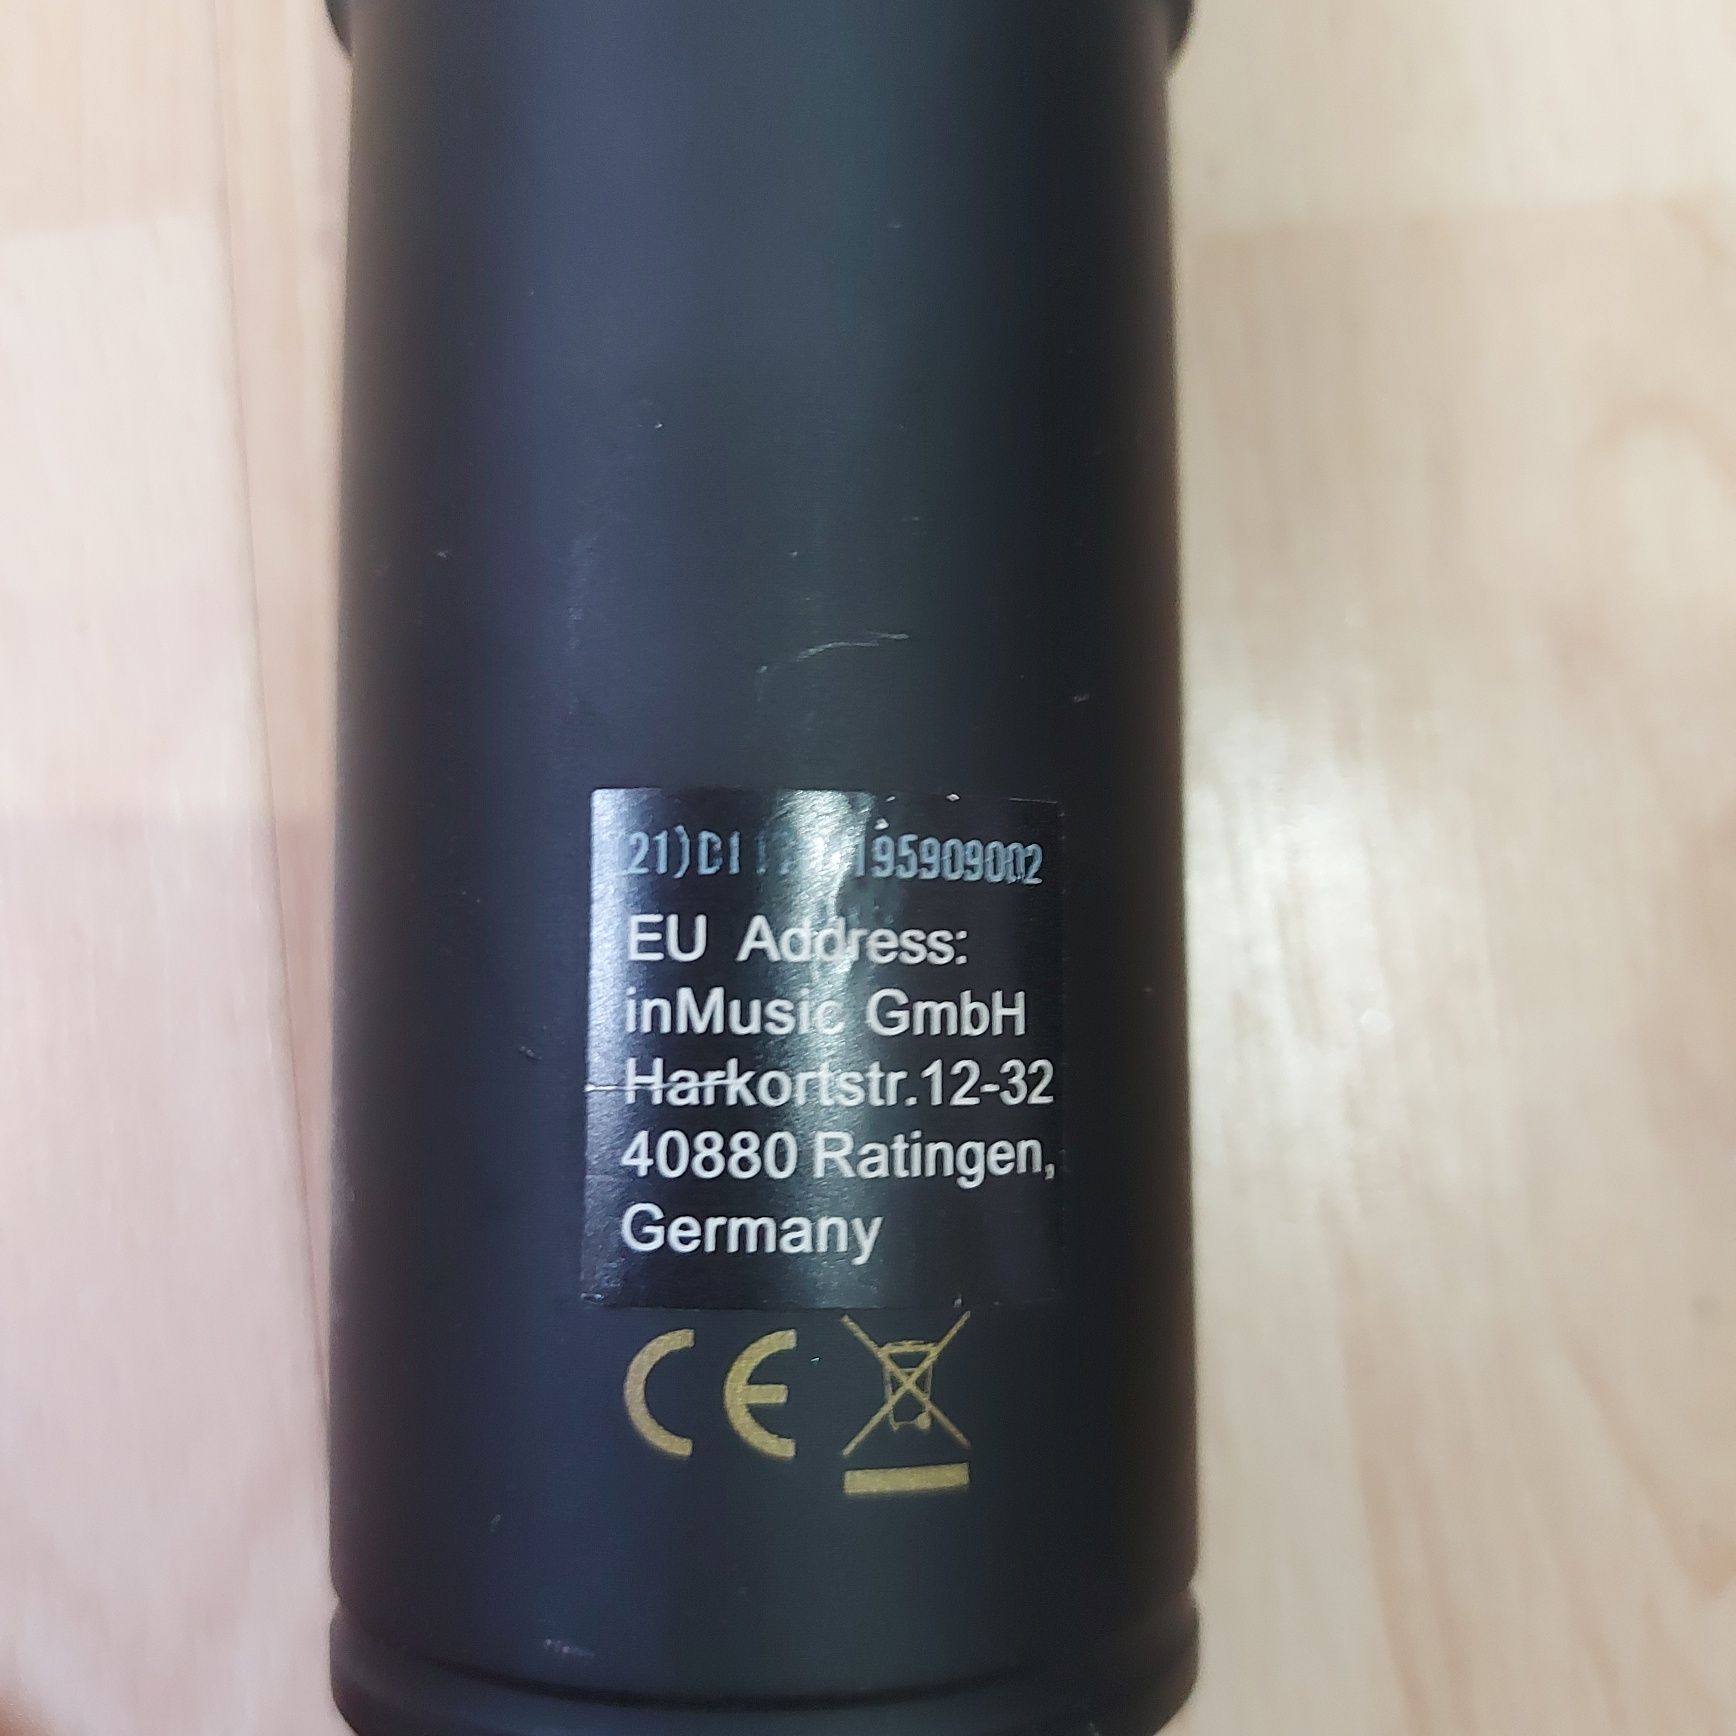 EU Address:
inMusic GmbH
Harkortstr.12-32
40880 Ratingen,
Germany
CE